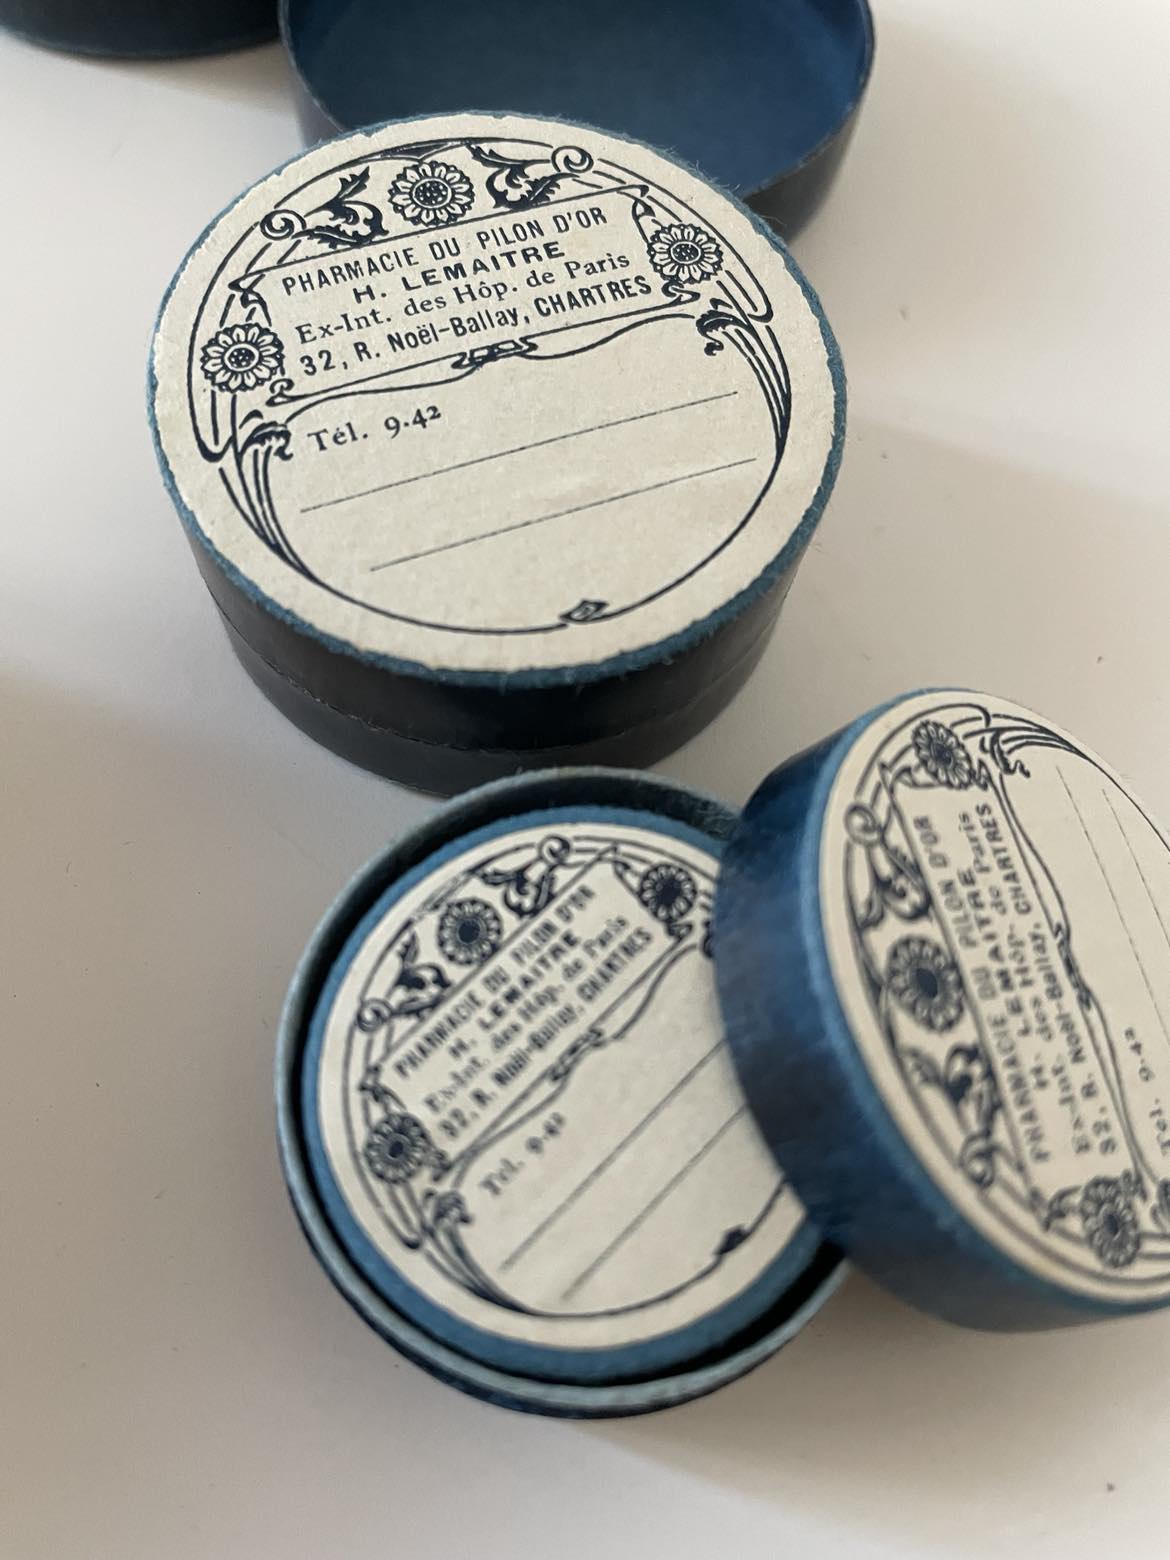 PHARMACIE DU PILON D'OR
H. LEMAITRE
Ex-Int. des Hôp. de Paris
32, R. Noël-Ballay, CHARTRES
Tél. 9.42
PHARMACIE DU PILON D'OR
H. LEMAITRE
Ex-Int. des Hôp. de Paris
32, R. Noël-Ballay, CHARTRES
Tél. 9.42
PHARMACIE DU PILON D'OR
H. LEMAITRE
Ex-Int. des Hôp. de Paris
32, R. Noël-Ballay, CHARTRES
Tél. 9.42